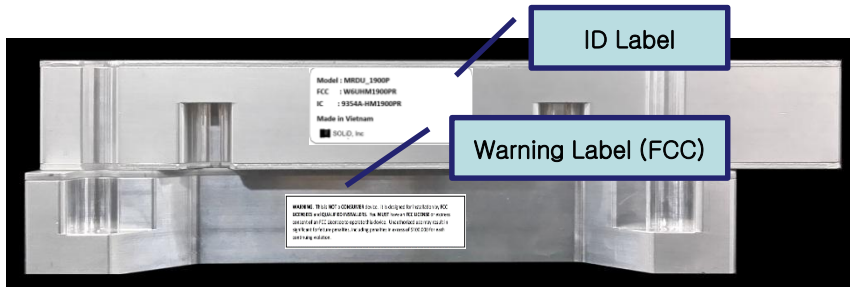 ID Label
Model : MRDU_1900P
FCC : W6UHM1900PR
IC : 9354A-HM1900PR
Made in Vietnam
SOLiD, Inc
Warning Label (FCC)
WARNING. This is NOT a CONSUMER device. It is designed for installation by FCC
LICENSEES and QUALIFIED INSTALLERS. You MUST have an FCC LICENSE or express
consent of an FCC Licensee to operate this device. Unauthorized use may result in
significant forfeiture penalties, including penalties in excess of $100,000 for each
continuing violation.